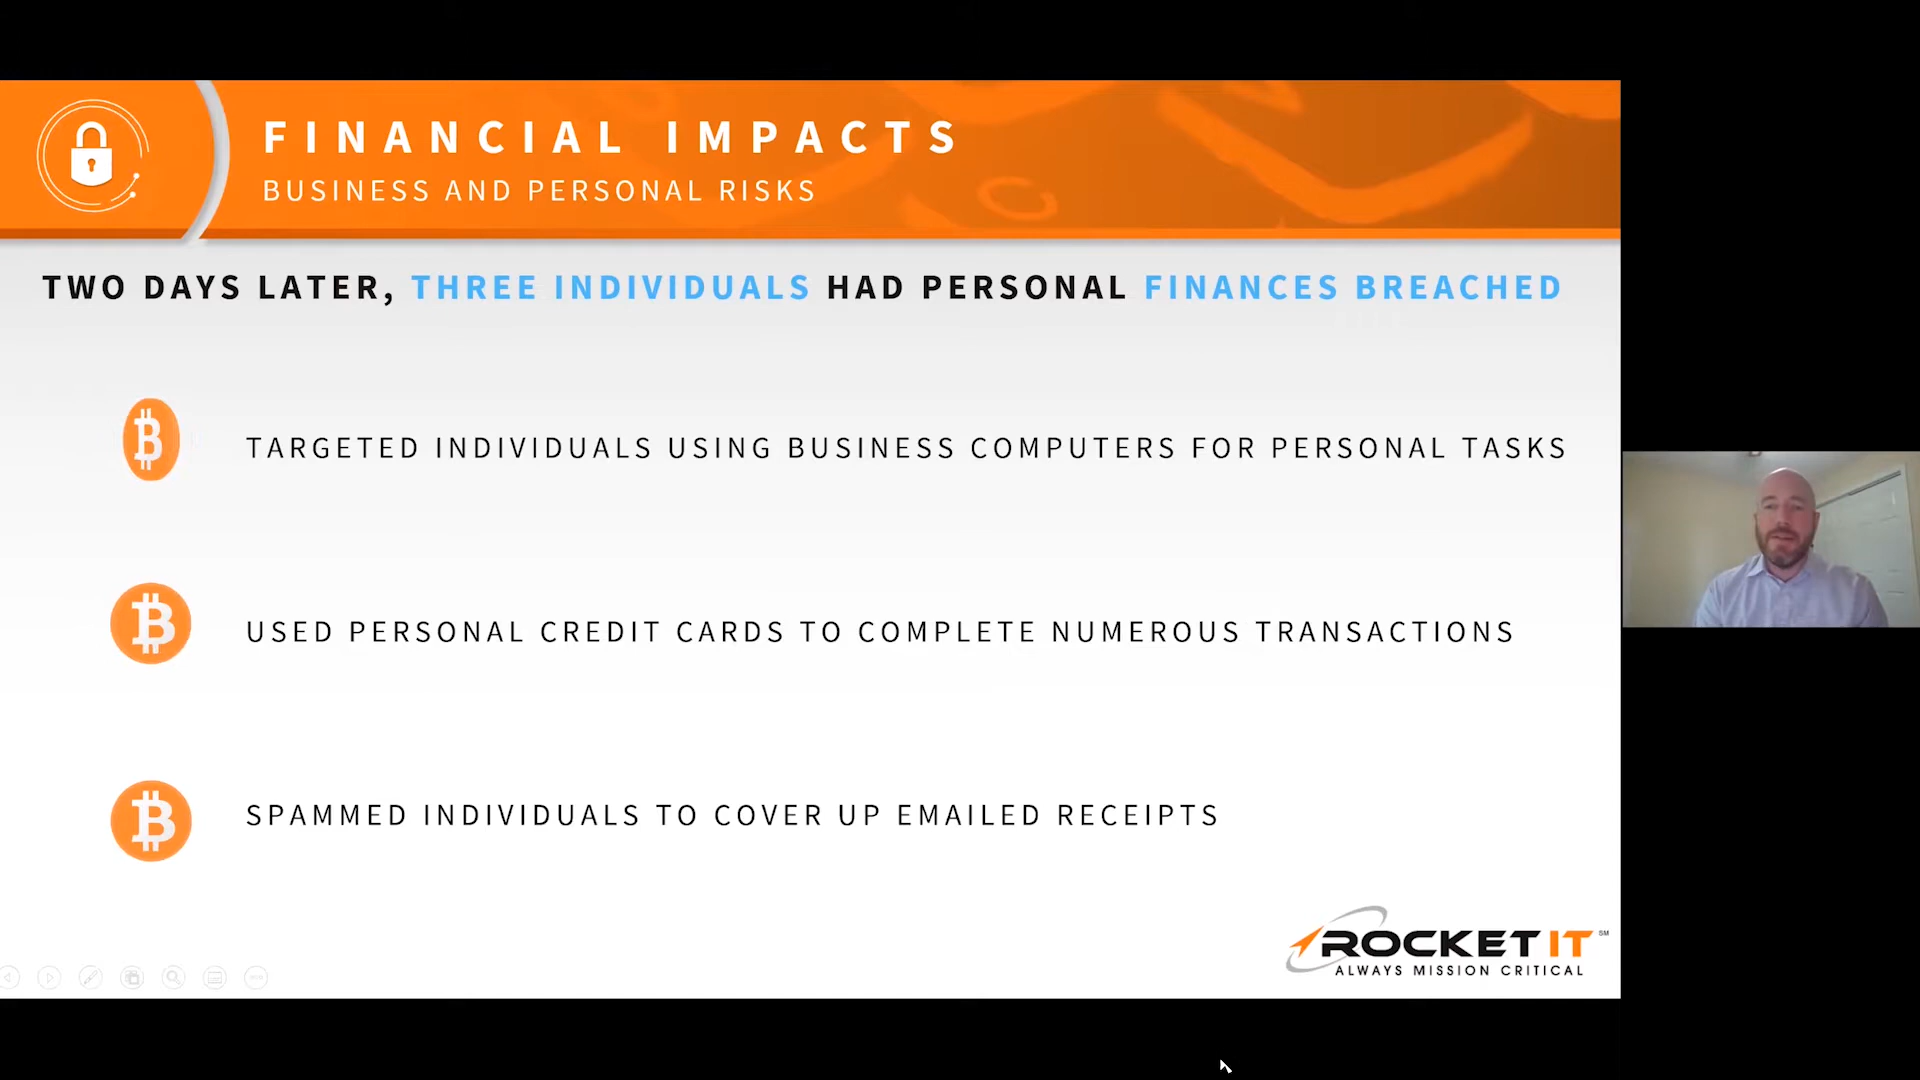 FINANCIAL IMPACTS
BUSINESS AND PERSONAL RISKS
TWO DAYS LATER, THREE INDIVIDUALS HAD PERSONAL FINANCES BREACHED
TARGETED INDIVIDUALS USING BUSINESS COMPUTERS FOR PERSONAL TASKS
USED PERSONAL CREDIT CARDS TO COMPLETE NUMEROUS TRANSACTIONS
SPAMMED INDIVIDUALS TO COVER UP EMAILED RECEIPTS
ROCKET IT SM
ALWAYS MISSION CRITICAL